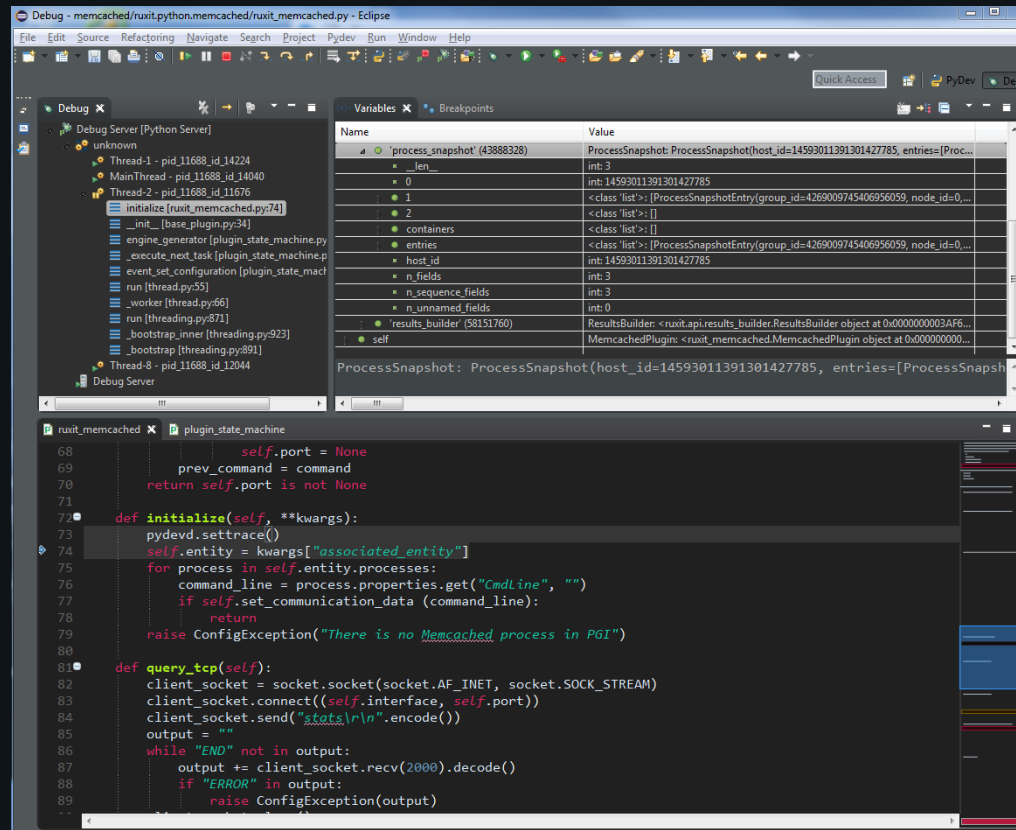 Debug - memcached/ruxit.python.memcached/ruxit_memcached.py - Eclipse
File Edit Source Refactoring Navigate Search Project Pydev Run Window Help
Quick Access PyDev De
Debug
Debug Server [Python Server]
unknown
Thread-1 - pid_11688_id_14224
MainThread - pid_11688_id_14040
Thread-2 - pid_11688_id_11676
initialize [ruxit_memcached.py:74]
__init__ [base_plugin.py:34]
engine_generator [plugin_state_machine.py
_execute_next_task [plugin_state_machine.p
event_set_configuration [plugin_state_mach
run [thread.py:55]
_worker [thread.py:66]
run [threading.py:871]
_bootstrap_inner [threading.py:923]
_bootstrap [threading.py:891]
Thread-8 - pid_11688_id_12044
Debug Server
Variables Breakpoints
Name Value
'process_snapshot' (43888328) ProcessSnapshot: ProcessSnapshot(host_id=14593011391301427785, entries=[Proc...
__len__ int: 3
0 int: 14593011391301427785
1 <class 'list'>: [ProcessSnapshotEntry(group_id=4269009745406956059, node_id=0,...
2 <class 'list'>: []
containers <class 'list'>: []
entries <class 'list'>: [ProcessSnapshotEntry(group_id=4269009745406956059, node_id=0,...
host_id int: 14593011391301427785
n_fields int: 3
n_sequence_fields int: 3
n_unnamed_fields int: 0
'results_builder' (58151760) ResultsBuilder: <ruxit.api.results_builder.ResultsBuilder object at 0x0000000003AF6...
self MemcachedPlugin: <ruxit_memcached.MemcachedPlugin object at 0x000000000...
ProcessSnapshot: ProcessSnapshot(host_id=14593011391301427785, entries=[ProcessSnapsh
ruxit_memcached plugin_state_machine
68 self.port = None
69 prev_command = command
70 return self.port is not None
71
72 def initialize(self, **kwargs):
73 pydevd.settrace()
74 self.entity = kwargs["associated_entity"]
75 for process in self.entity.processes:
76 command_line = process.properties.get("CmdLine", "")
77 if self.set_communication_data (command_line):
78 return
79 raise ConfigException("There is no Memcached process in PGI")
80
81 def query_tcp(self):
82 client_socket = socket.socket(socket.AF_INET, socket.SOCK_STREAM)
83 client_socket.connect((self.interface, self.port))
84 client_socket.send("stats\r\n".encode())
85 output = ""
86 while "END" not in output:
87 output += client_socket.recv(2000).decode()
88 if "ERROR" in output:
89 raise ConfigException(output)